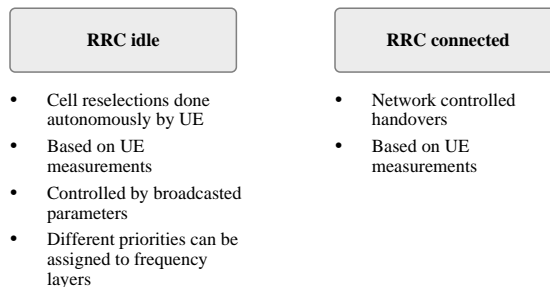 RRC idle
• Cell reselections done
autonomously by UE
• Based on UE
measurements
• Controlled by broadcasted
parameters
• Different priorities can be
assigned to frequency
layers
RRC connected
• Network controlled
handovers
• Based on UE
measurements